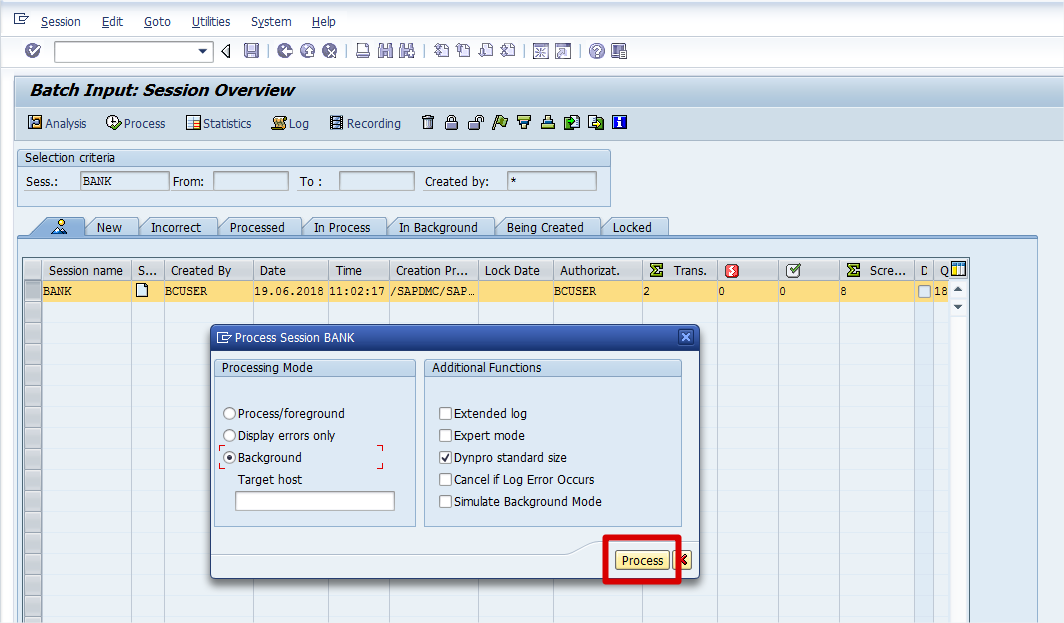 Session Edit Goto Utilities System Help
Batch Input: Session Overview
Analysis Process Statistics Log Recording
Selection criteria
Sess.: BANK From: To : Created by: *
New Incorrect Processed In Process In Background Being Created Locked
Session name S... Created By Date Time Creation Pr... Lock Date Authorizat. Trans. Scre... D Q
BANK BCUSER 19.06.2018 11:02:17 /SAPDMC/SAP... BCUSER 2 0 0 8 18
Process Session BANK
Processing Mode
Process/foreground
Display errors only
Background
Target host
Additional Functions
Extended log
Expert mode
Dynpro standard size
Cancel if Log Error Occurs
Simulate Background Mode
Process